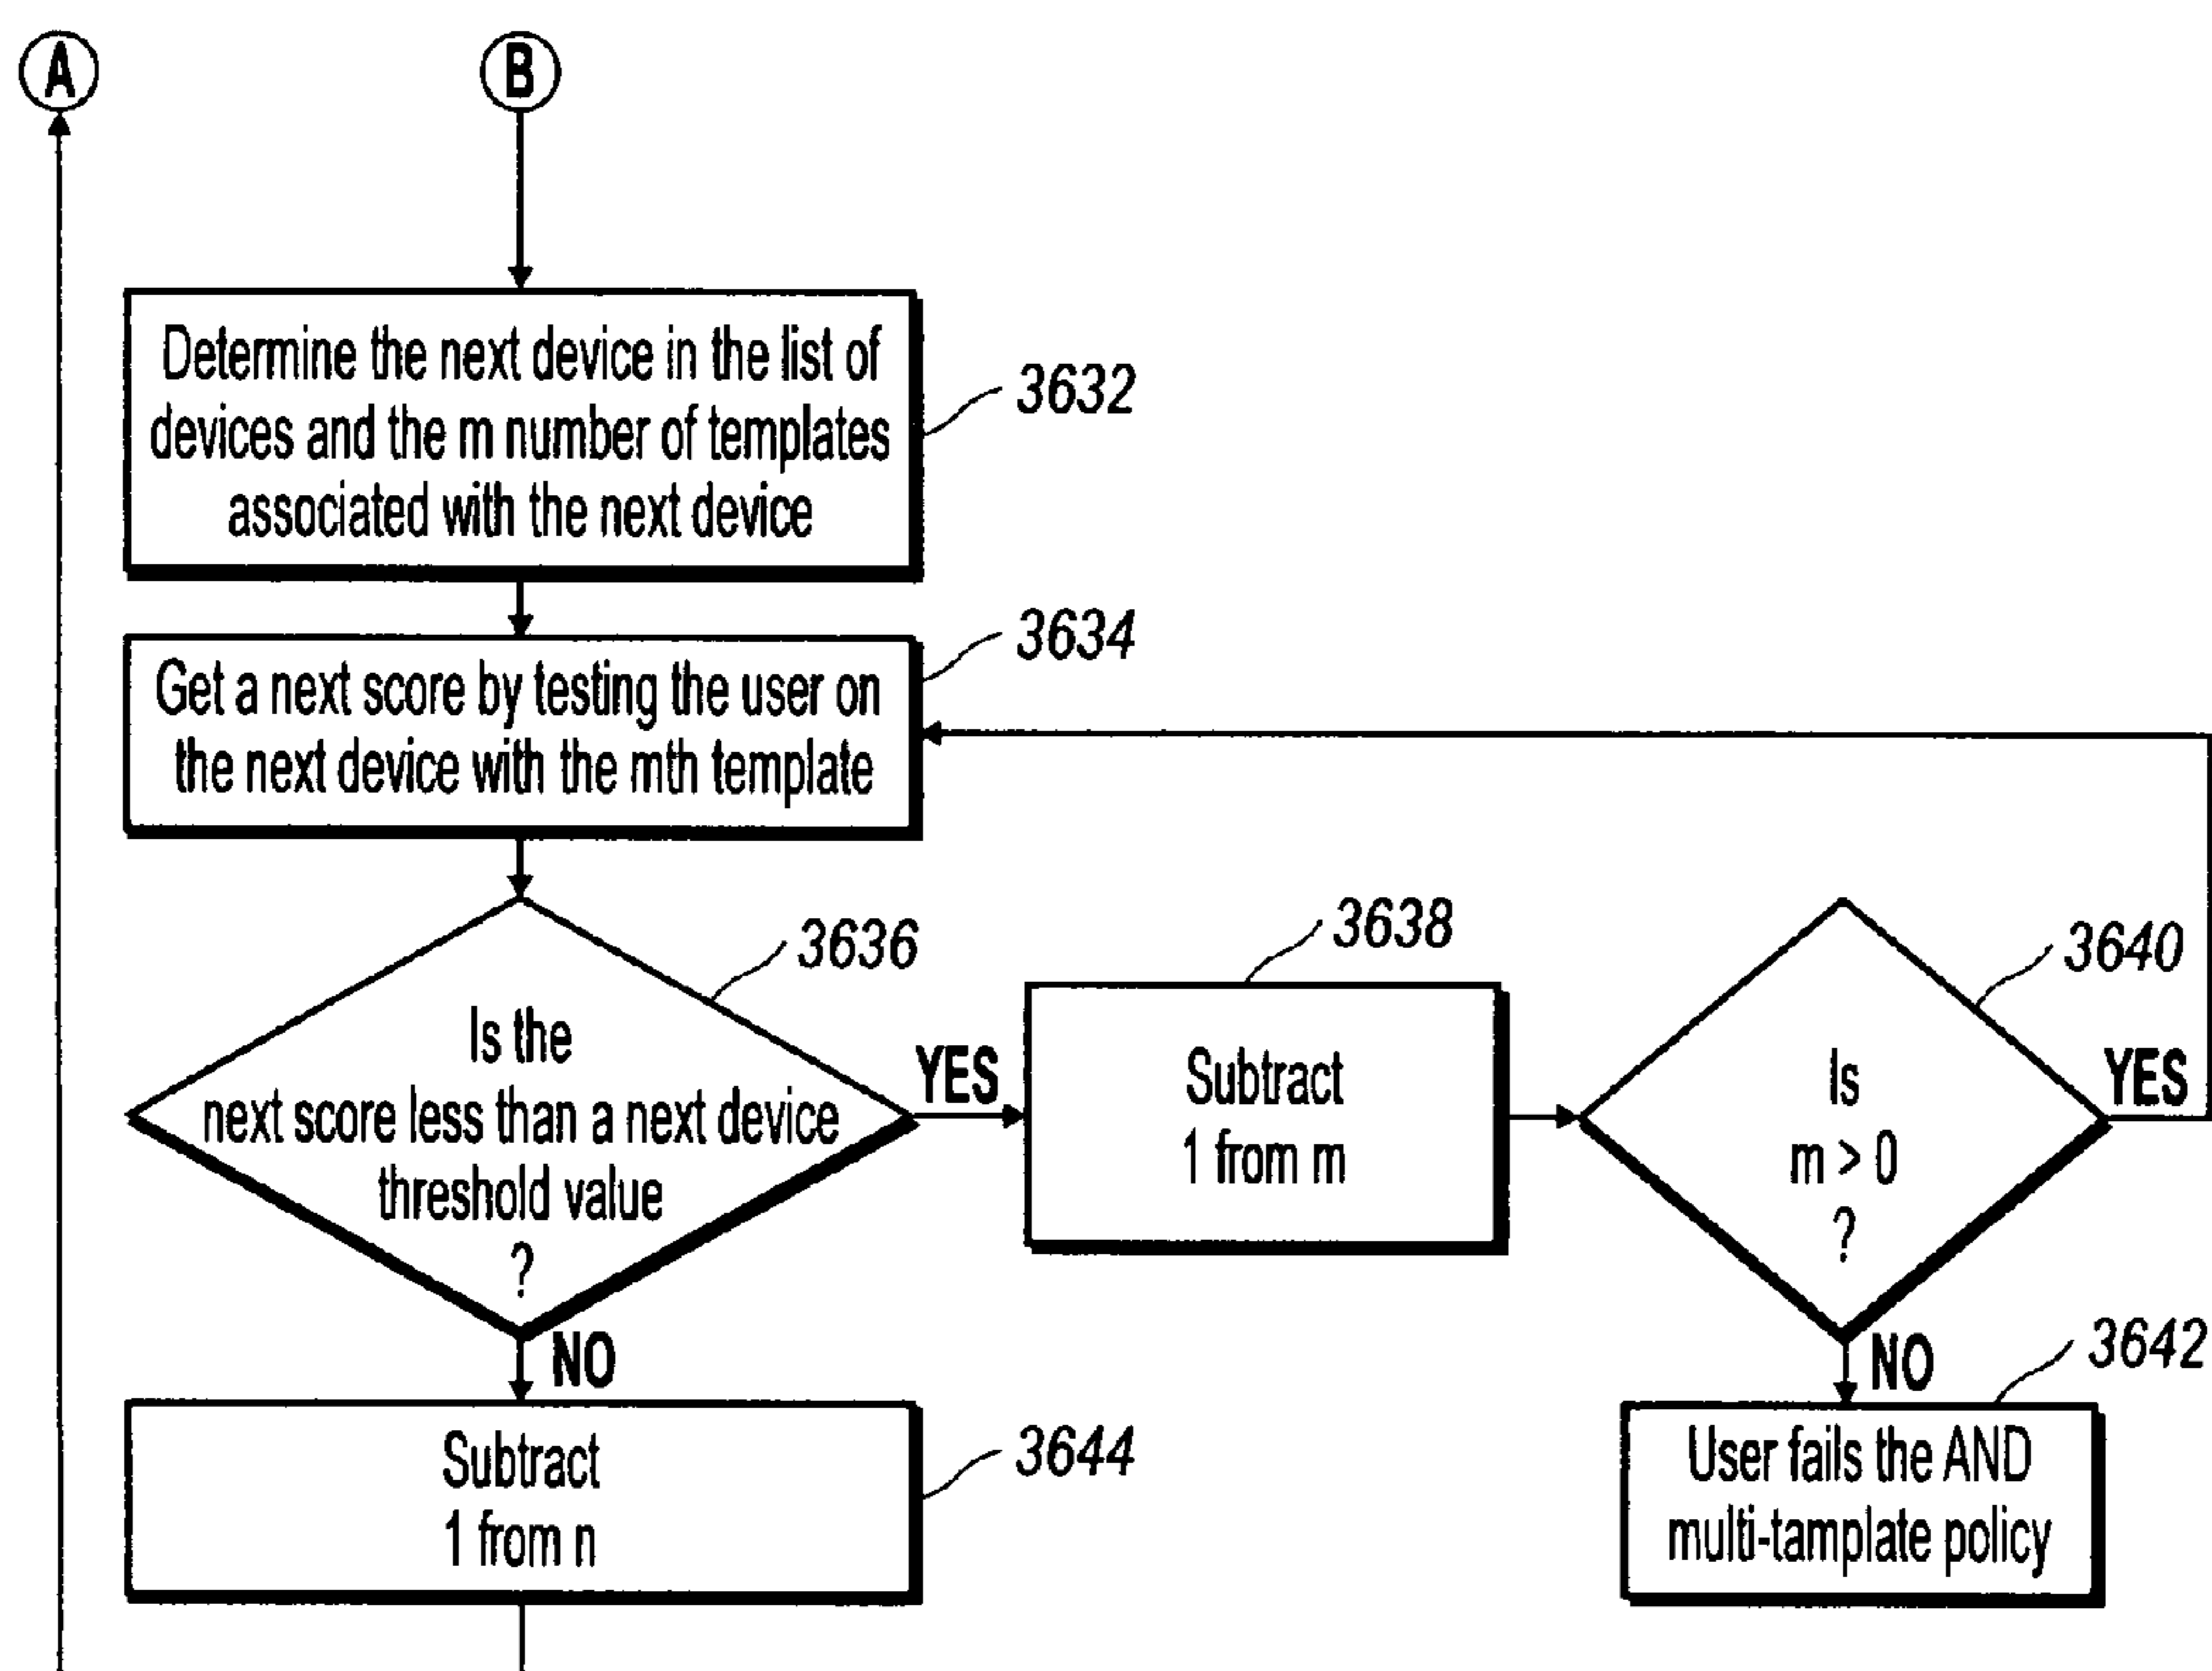 A
B
Determine the next device in the list of
devices and the m number of templates
associated with the next device
3632
Get a next score by testing the user on
the next device with the mth template
3634
Is the
next score less than a next device
threshold value
?
3636
YES
NO
Subtract
1 from m
3638
Is
m > 0
?
3640
YES
NO
Subtract
1 from n
3644
User fails the AND
multi-tamplate policy
3642